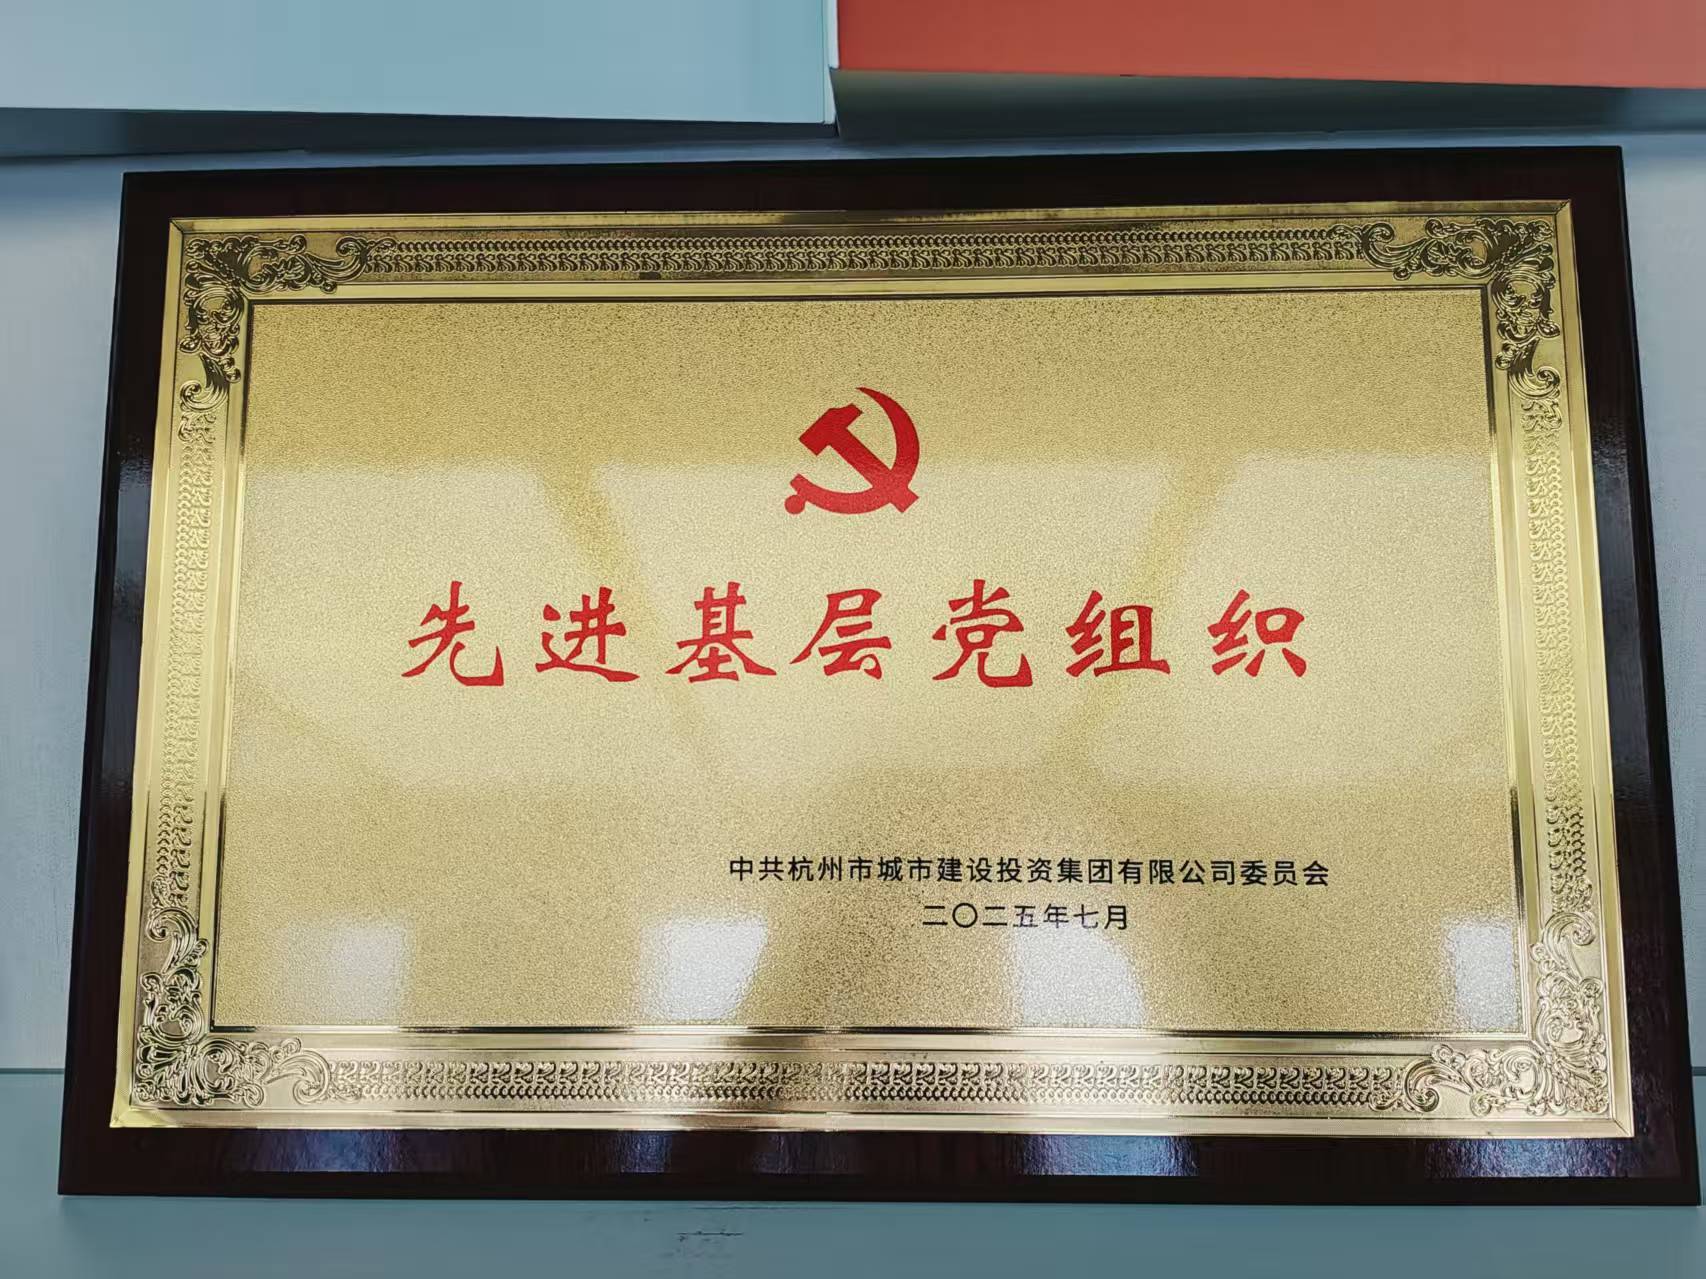 先进基层党组织
中共杭州市城市建设投资集团有限公司委员会
二〇二五年七月